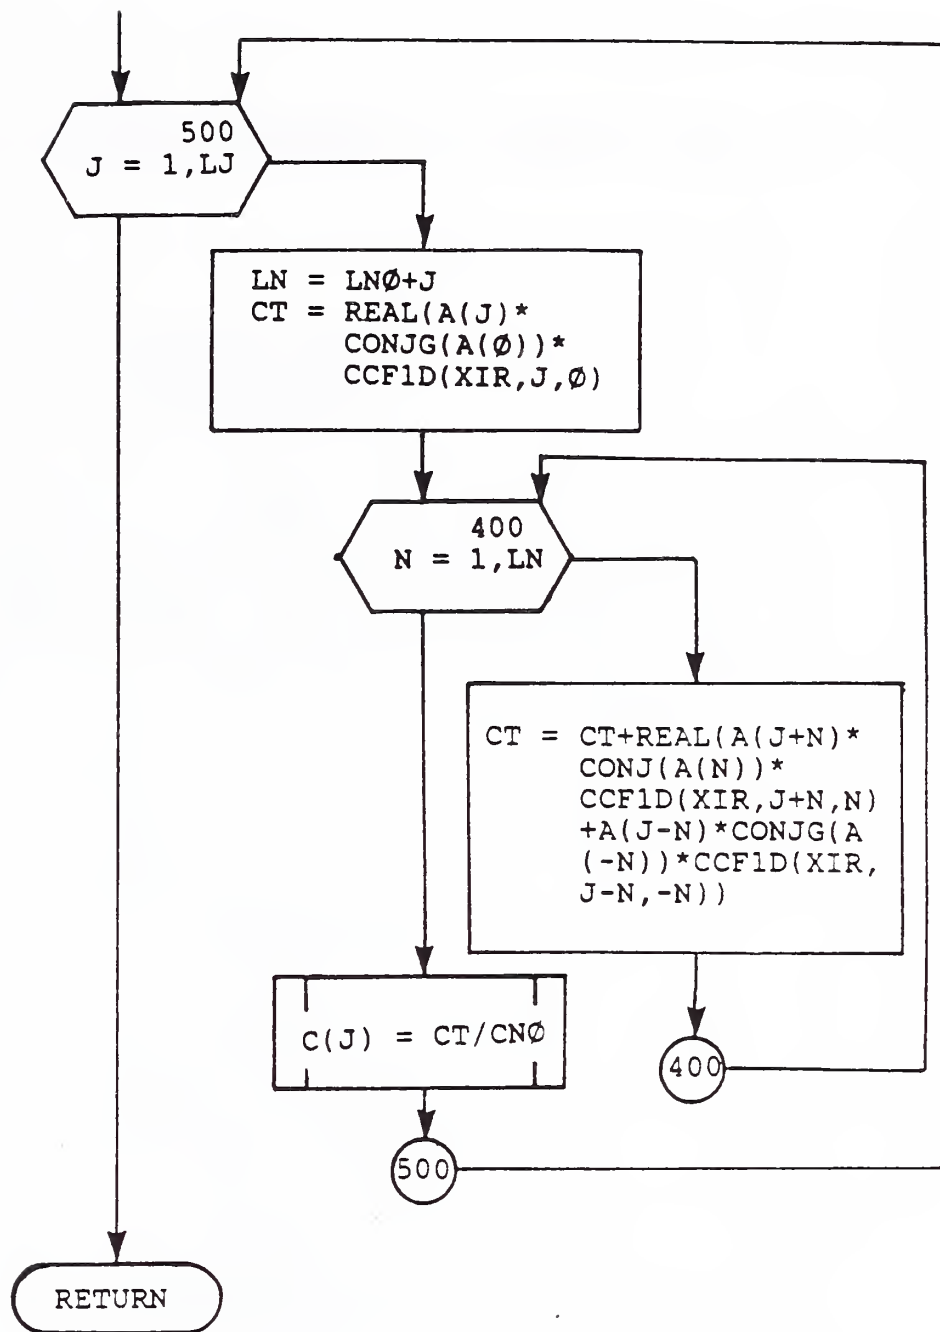 500
J = 1,LJ
LN = LNØ+J
CT = REAL(A(J)*
CONJG(A(Ø))*
CCF1D(XIR,J,Ø)
400
N = 1,LN
CT = CT+REAL(A(J+N)*
CONJ(A(N))*
CCF1D(XIR,J+N,N)
+A(J-N)*CONJG(A
(-N))*CCF1D(XIR,
J-N,-N))
C(J) = CT/CNØ
400
500
RETURN